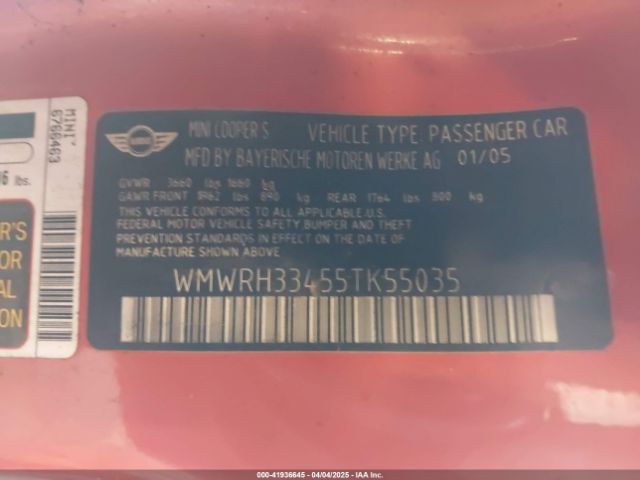 MINI
6766463
lbs.
R'S
OR
AL
ION
MINI COOPER S VEHICLE TYPE: PASSENGER CAR
MFD BY BAYERISCHE MOTOREN WERKE AG 01/05
GVWR 3660 lbs 1660 kg
GAWR FRONT 1962 lbs 890 kg REAR 1764 lbs 800 kg
THIS VEHICLE CONFORMS TO ALL APPLICABLE U.S.
FEDERAL MOTOR VEHICLE SAFETY BUMPER AND THEFT
PREVENTION STANDARDS IN EFFECT ON THE DATE OF
MANUFACTURE SHOWN ABOVE
WMWRH33455TK55035
000-41936645 - 04/04/2025 - IAA Inc.